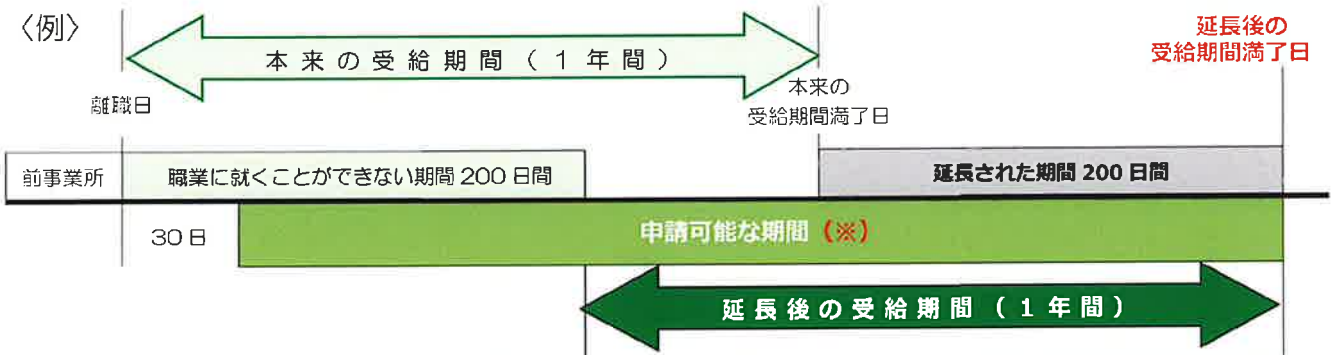 〈例〉
本来の受給期間(1年間)
延長後の
受給期間満了日
離職日
本来の
受給期間満了日
前事業所
職業に就くことができない期間 200 日間
延長された期間 200 日間
30 日
申請可能な期間(※)
延長後の受給期間(1年間)